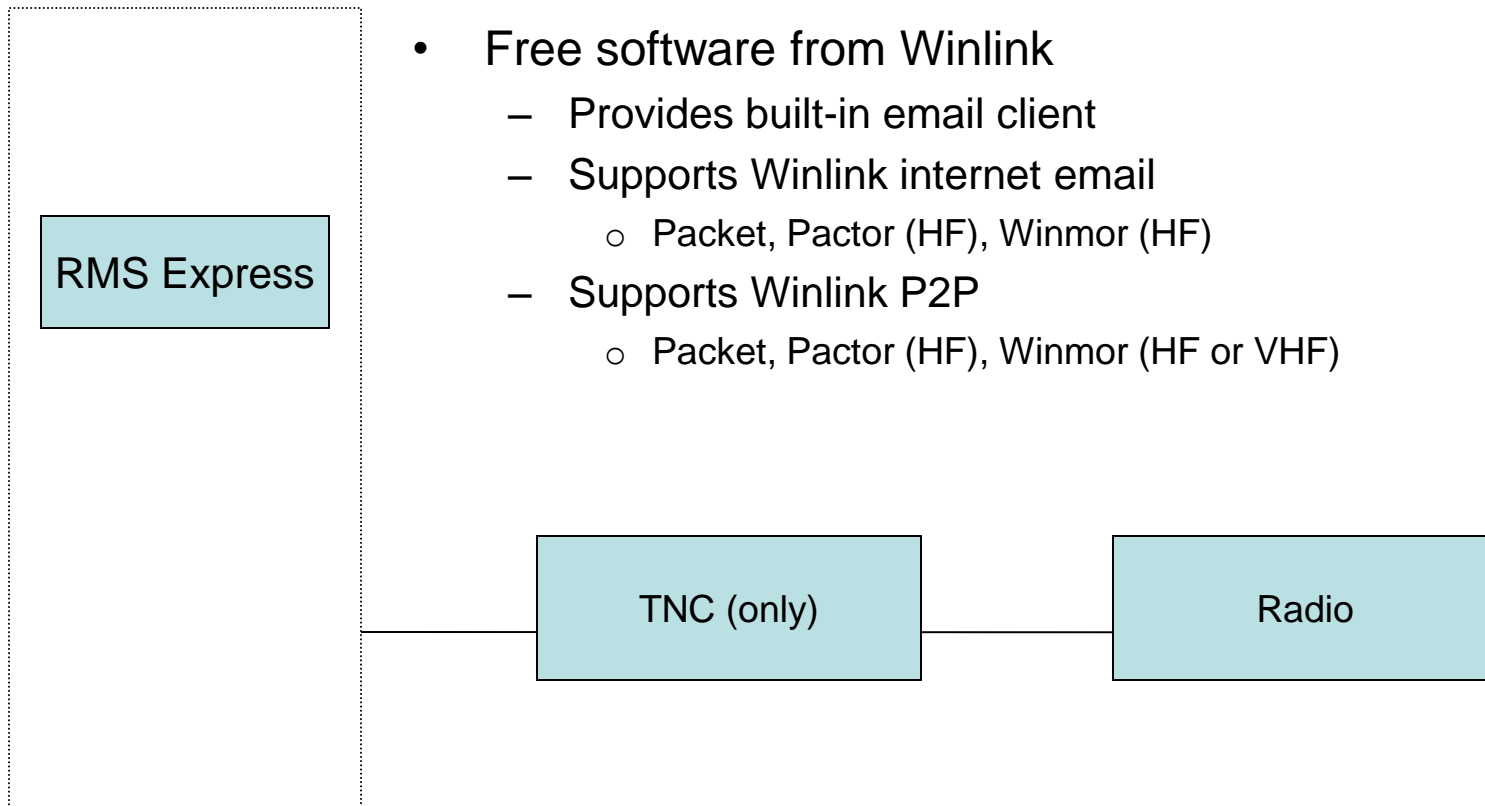 • Free software from Winlink
– Provides built-in email client
– Supports Winlink internet email
o Packet, Pactor (HF), Winmor (HF)
– Supports Winlink P2P
o Packet, Pactor (HF), Winmor (HF or VHF)
RMS Express
TNC (only)
Radio